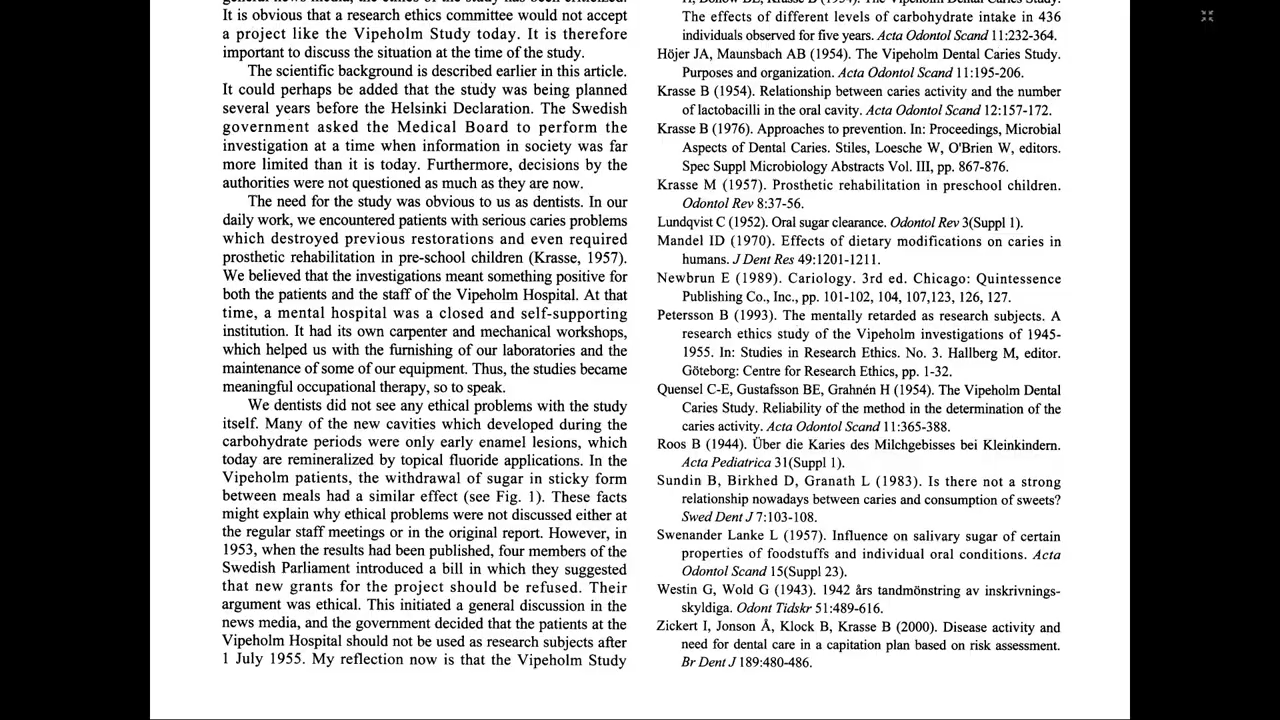 It is obvious that a research ethics committee would not accept
a project like the Vipeholm Study today. It is therefore
important to discuss the situation at the time of the study.
The scientific background is described earlier in this article.
It could perhaps be added that the study was being planned
several years before the Helsinki Declaration. The Swedish
government asked the Medical Board to perform the
investigation at a time when information in society was far
more limited than it is today. Furthermore, decisions by the
authorities were not questioned as much as they are now.
The need for the study was obvious to us as dentists. In our
daily work, we encountered patients with serious caries problems
which destroyed previous restorations and even required
prosthetic rehabilitation in pre-school children (Krasse, 1957).
We believed that the investigations meant something positive for
both the patients and the staff of the Vipeholm Hospital. At that
time, a mental hospital was a closed and self-supporting
institution. It had its own carpenter and mechanical workshops,
which helped us with the furnishing of our laboratories and the
maintenance of some of our equipment. Thus, the studies became
meaningful occupational therapy, so to speak.
We dentists did not see any ethical problems with the study
itself. Many of the new cavities which developed during the
carbohydrate periods were only early enamel lesions, which
today are remineralized by topical fluoride applications. In the
Vipeholm patients, the withdrawal of sugar in sticky form
between meals had a similar effect (see Fig. 1). These facts
might explain why ethical problems were not discussed either at
the regular staff meetings or in the original report. However, in
1953, when the results had been published, four members of the
Swedish Parliament introduced a bill in which they suggested
that new grants for the project should be refused. Their
argument was ethical. This initiated a general discussion in the
news media, and the government decided that the patients at the
Vipeholm Hospital should not be used as research subjects after
1 July 1955. My reflection now is that the Vipeholm Study
The effects of different levels of carbohydrate intake in 436
individuals observed for five years. Acta Odontol Scand 11:232-364.
Höjer JA, Maunsbach AB (1954). The Vipeholm Dental Caries Study.
Purposes and organization. Acta Odontol Scand 11:195-206.
Krasse B (1954). Relationship between caries activity and the number
of lactobacilli in the oral cavity. Acta Odontol Scand 12:157-172.
Krasse B (1976). Approaches to prevention. In: Proceedings, Microbial
Aspects of Dental Caries. Stiles, Loesche W, O'Brien W, editors.
Spec Suppl Microbiology Abstracts Vol. III, pp. 867-876.
Krasse M (1957). Prosthetic rehabilitation in preschool children.
Odontol Rev 8:37-56.
Lundqvist C (1952). Oral sugar clearance. Odontol Rev 3(Suppl 1).
Mandel ID (1970). Effects of dietary modifications on caries in
humans. J Dent Res 49:1201-1211.
Newbrun E (1989). Cariology. 3rd ed. Chicago: Quintessence
Publishing Co., Inc., pp. 101-102, 104, 107,123, 126, 127.
Petersson B (1993). The mentally retarded as research subjects. A
research ethics study of the Vipeholm investigations of 1945-
1955. In: Studies in Research Ethics. No. 3. Hallberg M, editor.
Göteborg: Centre for Research Ethics, pp. 1-32.
Quensel C-E, Gustafsson BE, Grahnén H (1954). The Vipeholm Dental
Caries Study. Reliability of the method in the determination of the
caries activity. Acta Odontol Scand 11:365-388.
Roos B (1944). Über die Karies des Milchgebisses bei Kleinkindern.
Acta Pediatrica 31(Suppl 1).
Sundin B, Birkhed D, Granath L (1983). Is there not a strong
relationship nowadays between caries and consumption of sweets?
Swed Dent J 7:103-108.
Swenander Lanke L (1957). Influence on salivary sugar of certain
properties of foodstuffs and individual oral conditions. Acta
Odontol Scand 15(Suppl 23).
Westin G, Wold G (1943). 1942 års tandmönstring av inskrivnings-
skyldiga. Odont Tidskr 51:489-616.
Zickert I, Jonson Å, Klock B, Krasse B (2000). Disease activity and
need for dental care in a capitation plan based on risk assessment.
Br Dent J 189:480-486.